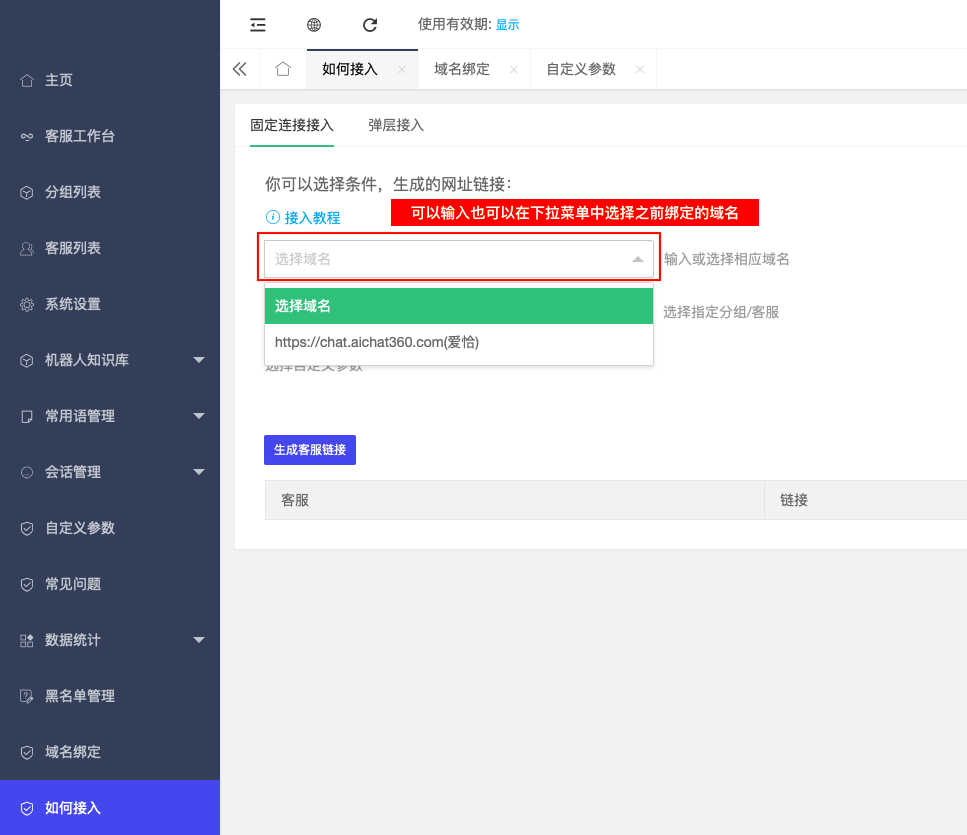 使用有效期: 显示
如何接入
域名绑定
自定义参数
主页
客服工作台
分组列表
客服列表
系统设置
机器人知识库
常用语管理
会话管理
自定义参数
常见问题
数据统计
黑名单管理
域名绑定
如何接入
固定连接接入
弹层接入
你可以选择条件，生成的网址链接：
接入教程
可以输入也可以在下拉菜单中选择之前绑定的域名
选择域名
输入或选择相应域名
选择域名
选择指定分组/客服
https://chat.aichat360.com(爱恰)
选择自定义参数
生成客服链接
客服
链接